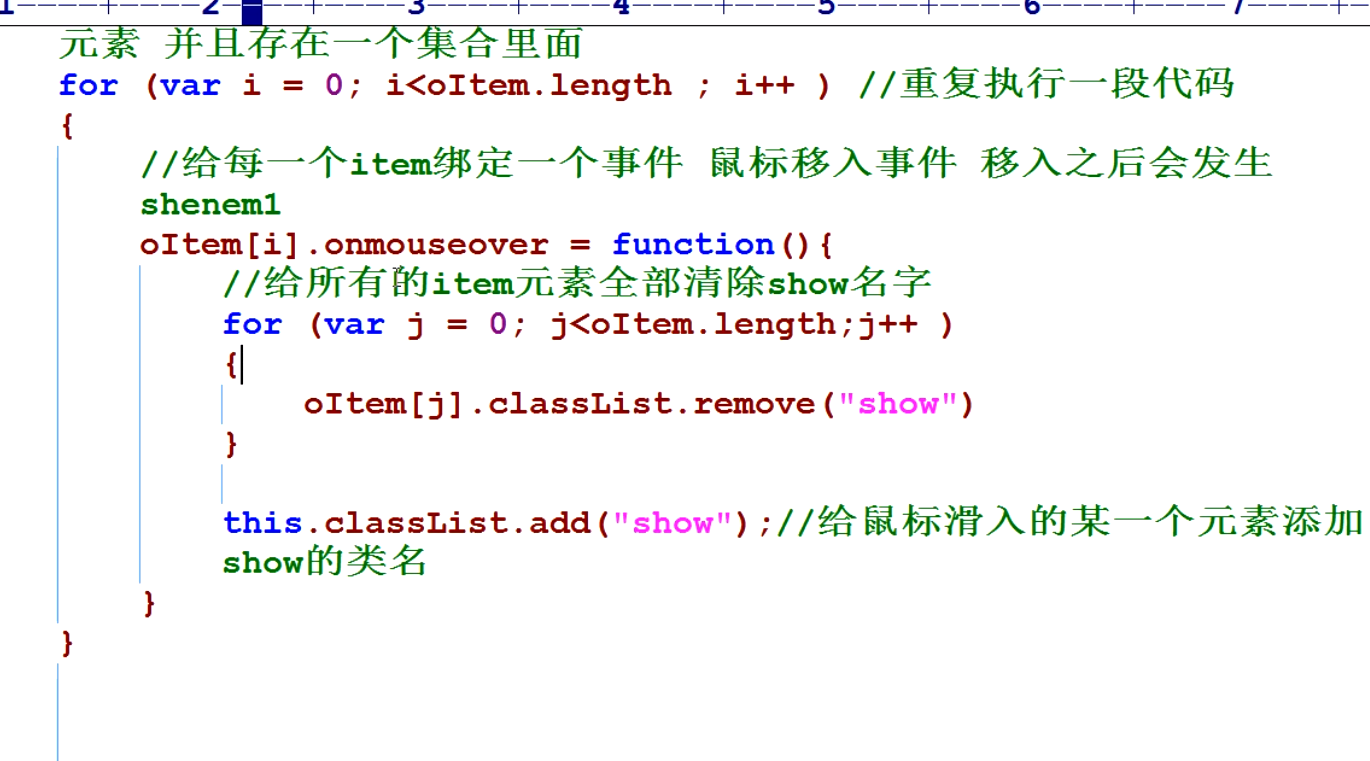 1----+----2----+----3----+----4----+----5----+----6----+----7----+
元素 并且存在一个集合里面
for (var i = 0; i<oItem.length ; i++ ) //重复执行一段代码
{
//给每一个item绑定一个事件 鼠标移入事件 移入之后会发生
shenem1
oItem[i].onmouseover = function(){
//给所有的item元素全部清除show名字
for (var j = 0; j<oItem.length;j++ )
{
oItem[j].classList.remove("show")
}
this.classList.add("show");//给鼠标滑入的某一个元素添加
show的类名
}
}